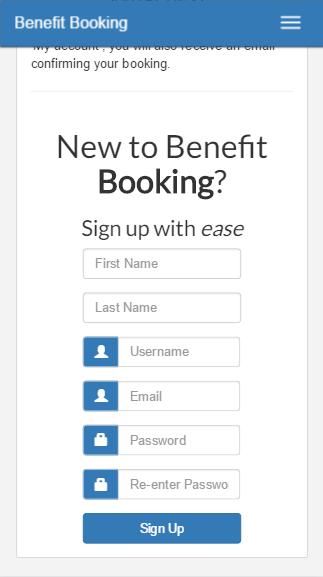 Benefit Booking
'My account', you will also receive an email
confirming your booking.
New to Benefit
Booking?
Sign up with ease
First Name
Last Name
Username
Email
Password
Re-enter Passwo
Sign Up